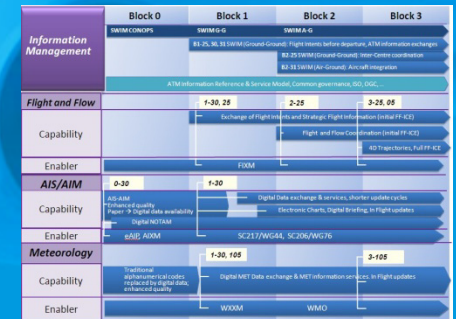 Block 0
Block 1
Block 2
Block 3
Information
Management
SWIM CONOPS
SWIM G-G
SWIM A-G
B1-25, 30, 31 SWIM (Ground-Ground): Flight Intents before departure, ATM information exchanges
B2-25 SWIM (Ground-Ground): Inter-Centre coordination
B2-31 SWIM (Air-Ground): Aircraft integration
ATM Information Reference & Service Model, Common governance, ISO, OGC, ...
Flight and Flow
1-30, 25
2-25
3-25, 05
Capability
Exchange of Flight Intents and Strategic Flight Information (initial FF-ICE)
Flight and Flow Coordination (initial FF-ICE)
4D Trajectories, Full FF-ICE
Enabler
FIXM
AIS/AIM
0-30
1-30
Capability
AIS-AIM
Enhanced quality
Paper → Digital data availability
Digital NOTAM
Digital Data exchange & services, shorter update cycles
Electronic Charts, Digital Briefing, In Flight updates
Enabler
eAIP, AIXM
SC217/WG44, SC206/WG76
Meteorology
1-30, 105
3-105
Capability
Traditional
alphanumerical codes
replaced by digital data,
enhanced quality
Digital MET Data exchange & MET information services. In Flight updates
Enabler
WXXM
WMO